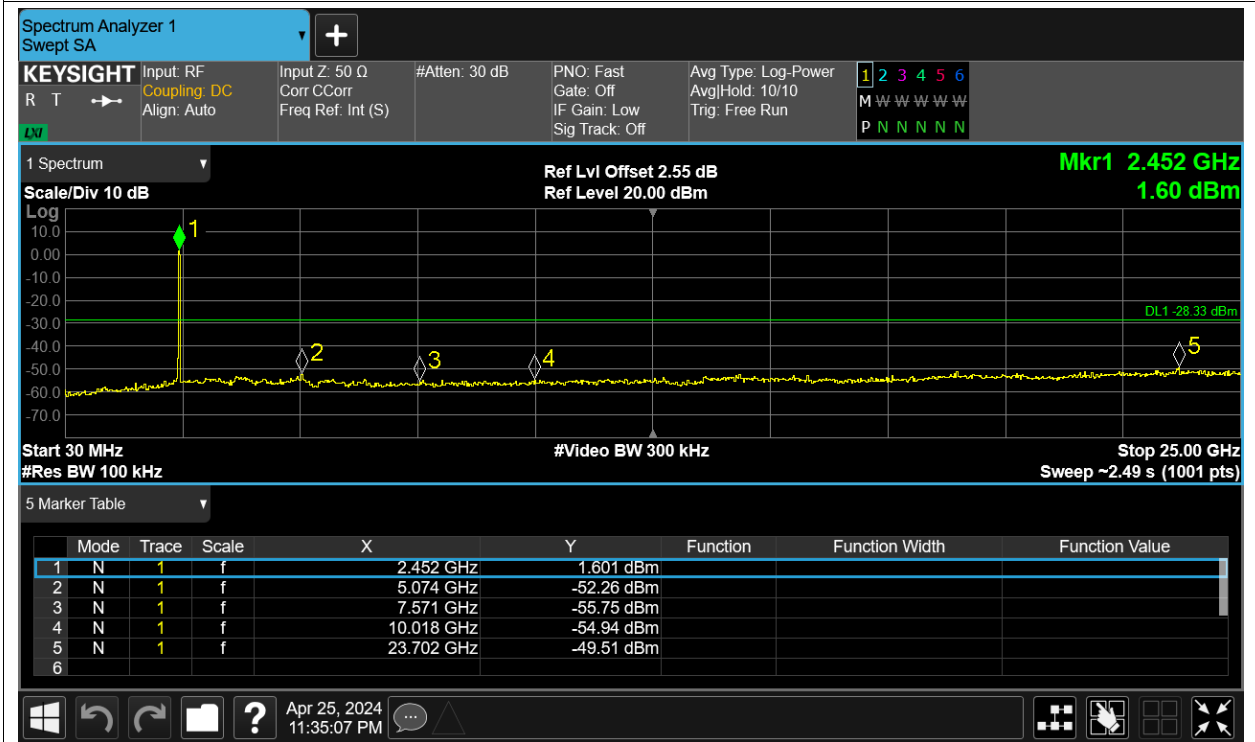 Spectrum Analyzer 1
Swept SA
KEYSIGHT
R T
LXI
Input: RF
Coupling: DC
Align: Auto
Input Z: 50 Ω
Corr CCorr
Freq Ref: Int (S)
#Atten: 30 dB
PNO: Fast
Gate: Off
IF Gain: Low
Sig Track: Off
Avg Type: Log-Power
Avg|Hold: 10/10
Trig: Free Run
1 2 3 4 5 6
M W W W W W
P N N N N N
1 Spectrum
Scale/Div 10 dB
Ref Lvl Offset 2.55 dB
Ref Level 20.00 dBm
Mkr1 2.452 GHz
1.60 dBm
Log
10.0
0.00
-10.0
-20.0
-30.0
-40.0
-50.0
-60.0
-70.0
1
2
3
4
5
DL1 -28.33 dBm
Start 30 MHz
#Video BW 300 kHz
Stop 25.00 GHz
#Res BW 100 kHz
Sweep ~2.49 s (1001 pts)
5 Marker Table
Mode Trace Scale X Y Function Function Width Function Value
1 N 1 f 2.452 GHz 1.601 dBm
2 N 1 f 5.074 GHz -52.26 dBm
3 N 1 f 7.571 GHz -55.75 dBm
4 N 1 f 10.018 GHz -54.94 dBm
5 N 1 f 23.702 GHz -49.51 dBm
6
?
Apr 25, 2024
11:35:07 PM